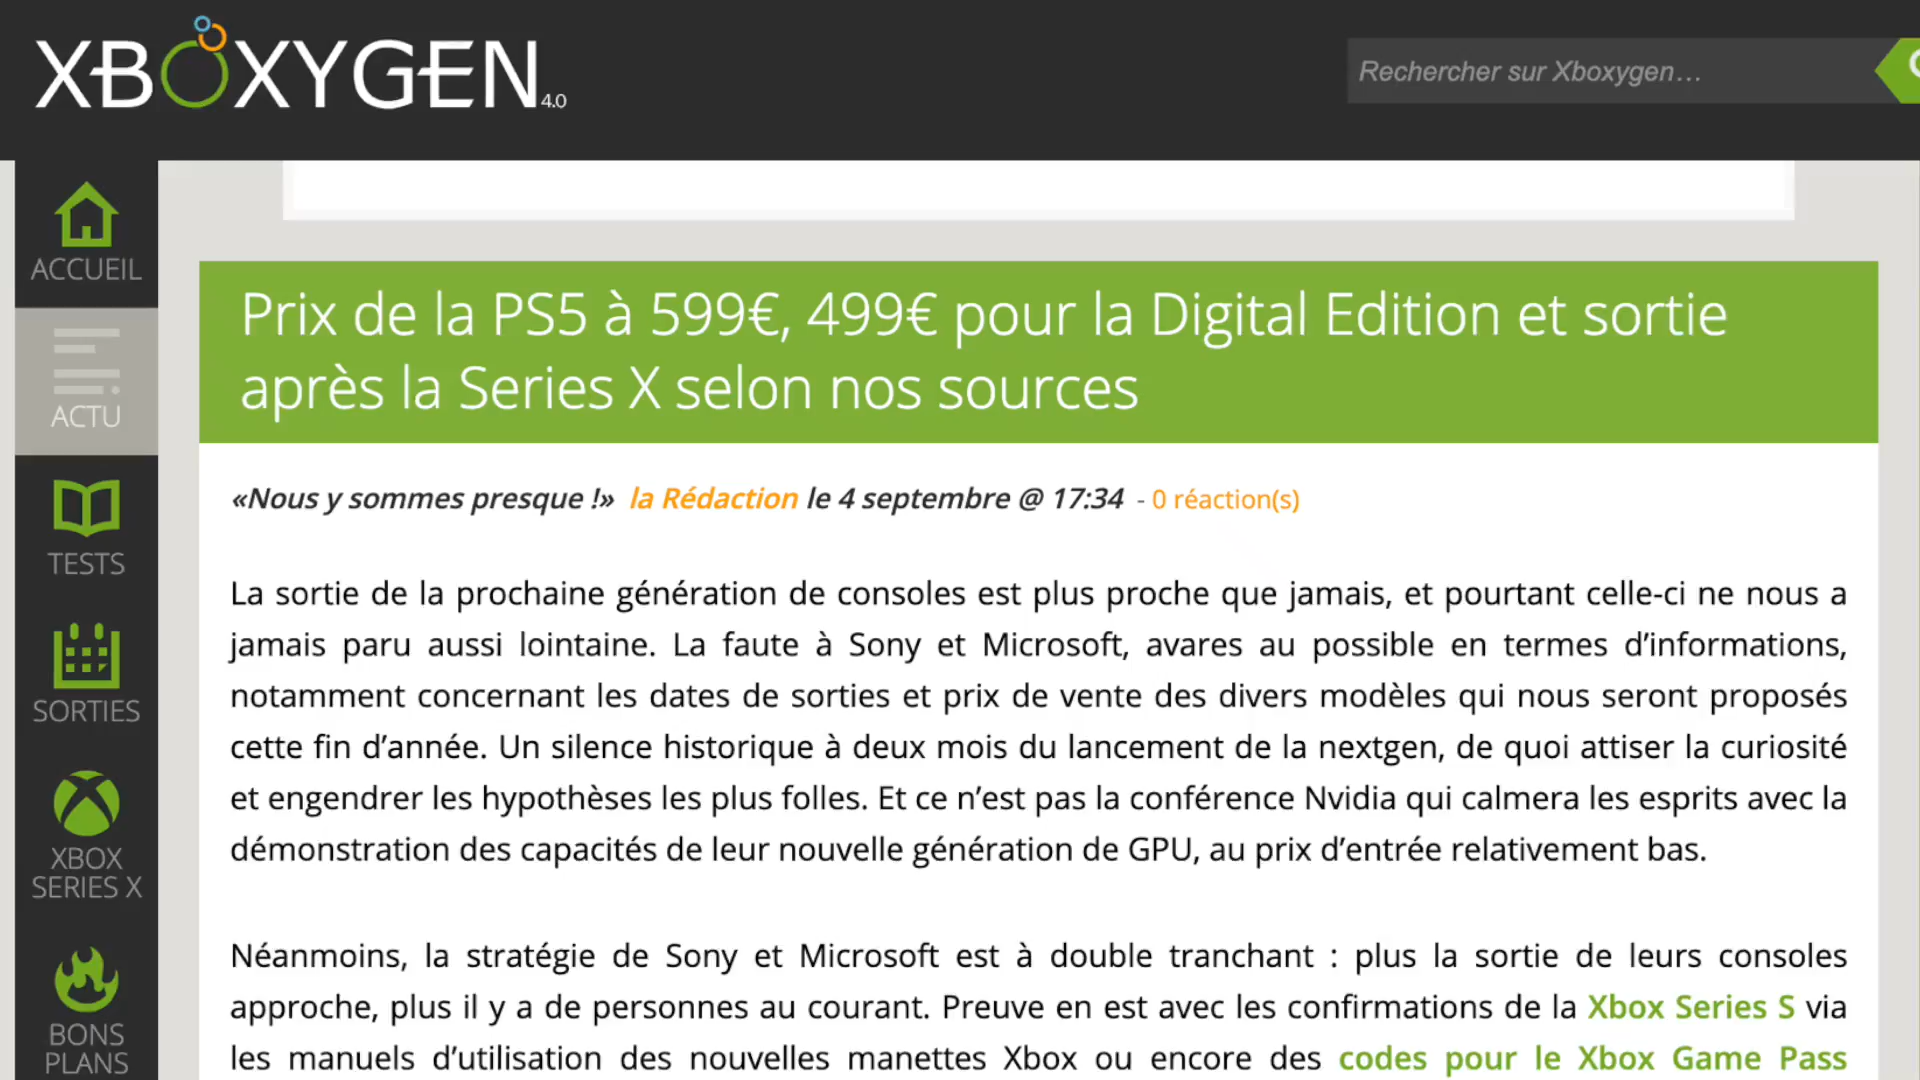 XBOXYGEN 4.0
Rechercher sur Xboxygen...
ACCUEIL
ACTU
TESTS
SORTIES
XBOX
SERIES X
BONS
PLANS
Prix de la PS5 à 599€, 499€ pour la Digital Edition et sortie
après la Series X selon nos sources
«Nous y sommes presque !» la Rédaction le 4 septembre @ 17:34 - 0 réaction(s)
La sortie de la prochaine génération de consoles est plus proche que jamais, et pourtant celle-ci ne nous a
jamais paru aussi lointaine. La faute à Sony et Microsoft, avares au possible en termes d’informations,
notamment concernant les dates de sorties et prix de vente des divers modèles qui nous seront proposés
cette fin d’année. Un silence historique à deux mois du lancement de la nextgen, de quoi attiser la curiosité
et engendrer les hypothèses les plus folles. Et ce n’est pas la conférence Nvidia qui calmera les esprits avec la
démonstration des capacités de leur nouvelle génération de GPU, au prix d’entrée relativement bas.
Néanmoins, la stratégie de Sony et Microsoft est à double tranchant : plus la sortie de leurs consoles
approche, plus il y a de personnes au courant. Preuve en est avec les confirmations de la Xbox Series S via
les manuels d’utilisation des nouvelles manettes Xbox ou encore des codes pour le Xbox Game Pass